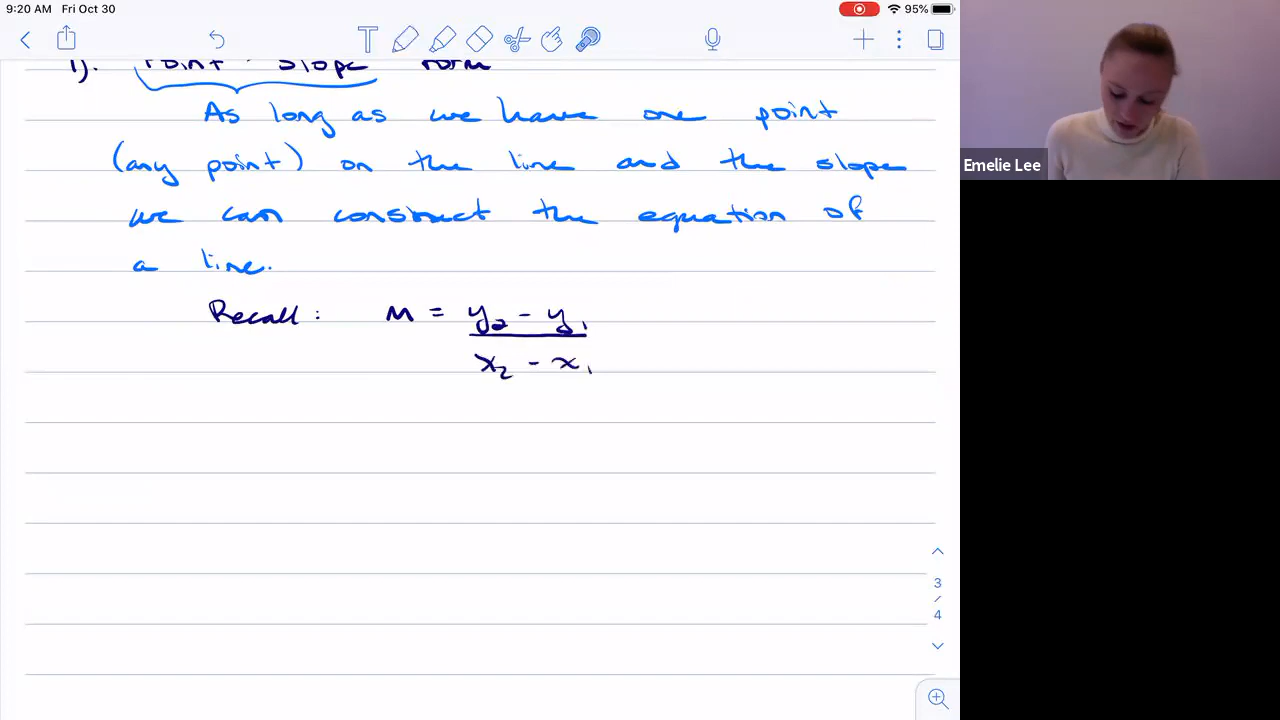 9:20 AM Fri Oct 30
95%
1). Point - Slope form
As long as we have one point
(any point) on the line and the slope
we can construct the equation of
a line.
Recall: m = y₂ - y₁
x₂ - x₁
3
/
4
Emelie Lee